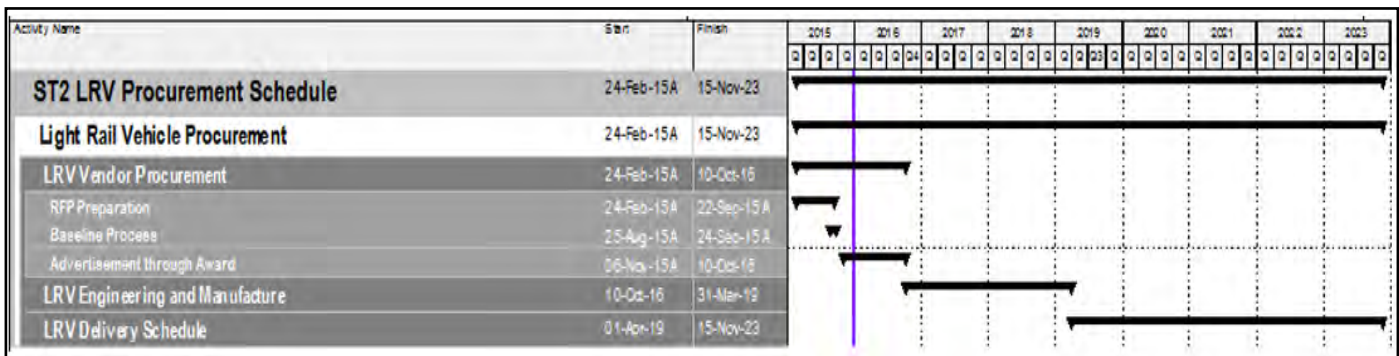 Activity Name Start Finish 2015 2016 2017 2018 2019 2020 2021 2022 2023
Q Q Q Q Q Q Q Q4 Q Q Q Q Q Q Q Q Q Q Q3 Q Q Q Q Q Q Q Q Q Q Q Q Q Q Q Q Q
ST2 LRV Procurement Schedule 24-Feb-15A 15-Nov-23
Light Rail Vehicle Procurement 24-Feb-15A 15-Nov-23
LRV Vendor Procurement 24-Feb-15A 10-Oct-16
RFP Preparation 24-Feb-15A 22-Sep-15A
Baseline Process 25-Aug-15A 24-Sep-15A
Advertisement through Award 06-Nov-15A 10-Oct-16
LRV Engineering and Manufacture 10-Oct-16 31-Mar-19
LRV Delivery Schedule 01-Apr-19 15-Nov-23